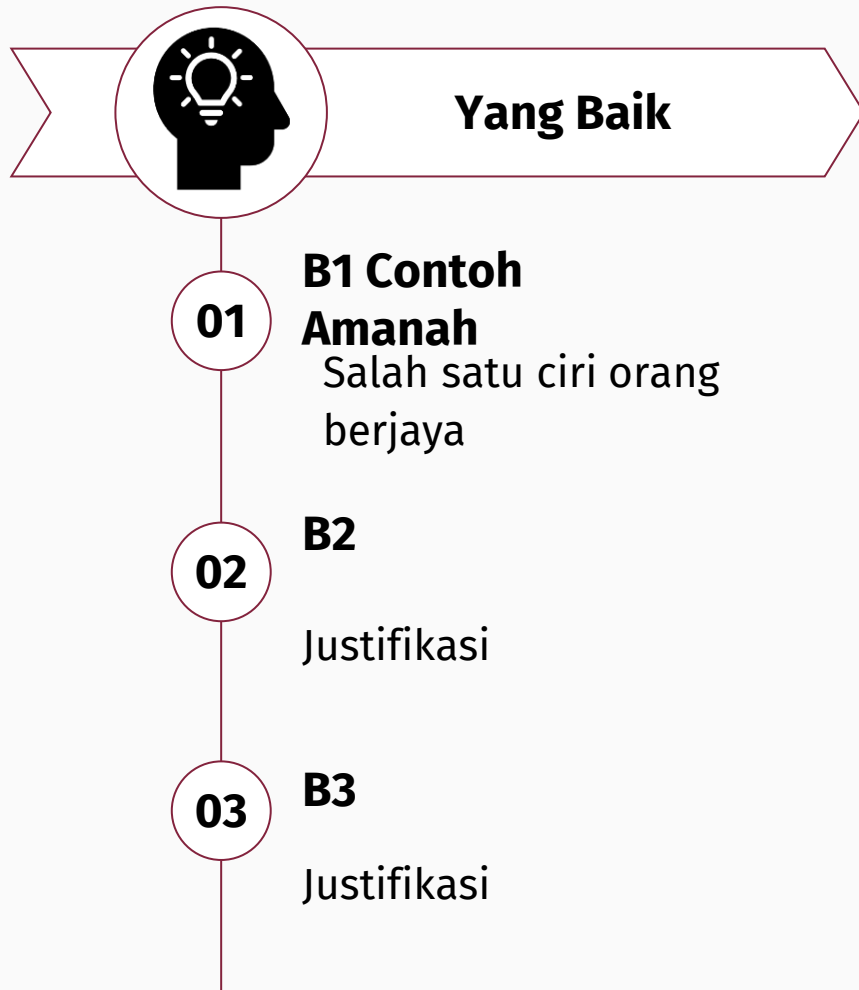 Yang Baik
B1 Contoh
01
Amanah
Salah satu ciri orang
berjaya
B2
02
Justifikasi
B3
03
Justifikasi